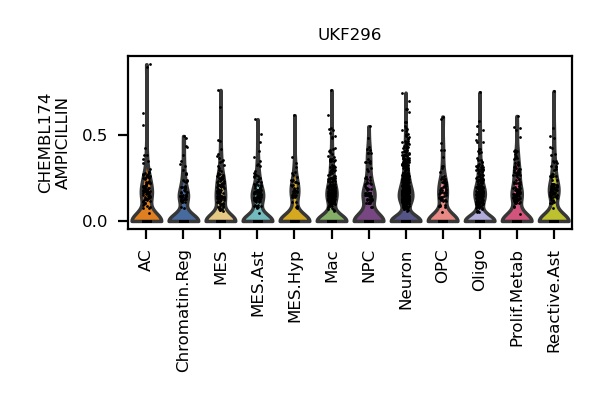 UKF296
CHEMBL174
AMPICILLIN
0.5
0.0
AC
Chromatin.Reg
MES
MES.Ast
MES.Hyp
Mac
NPC
Neuron
OPC
Oligo
Prolif.Metab
Reactive.Ast